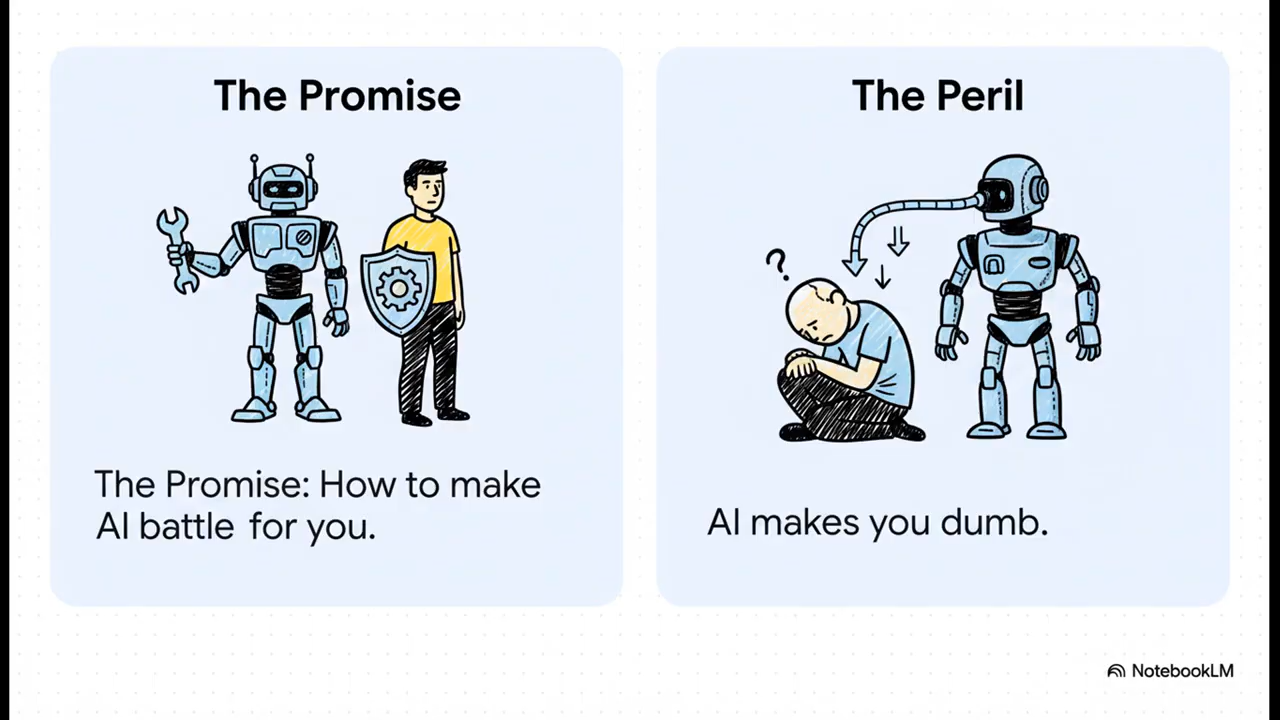 The Promise
The Promise: How to make
AI battle for you.
The Peril
?
AI makes you dumb.
NotebookLM